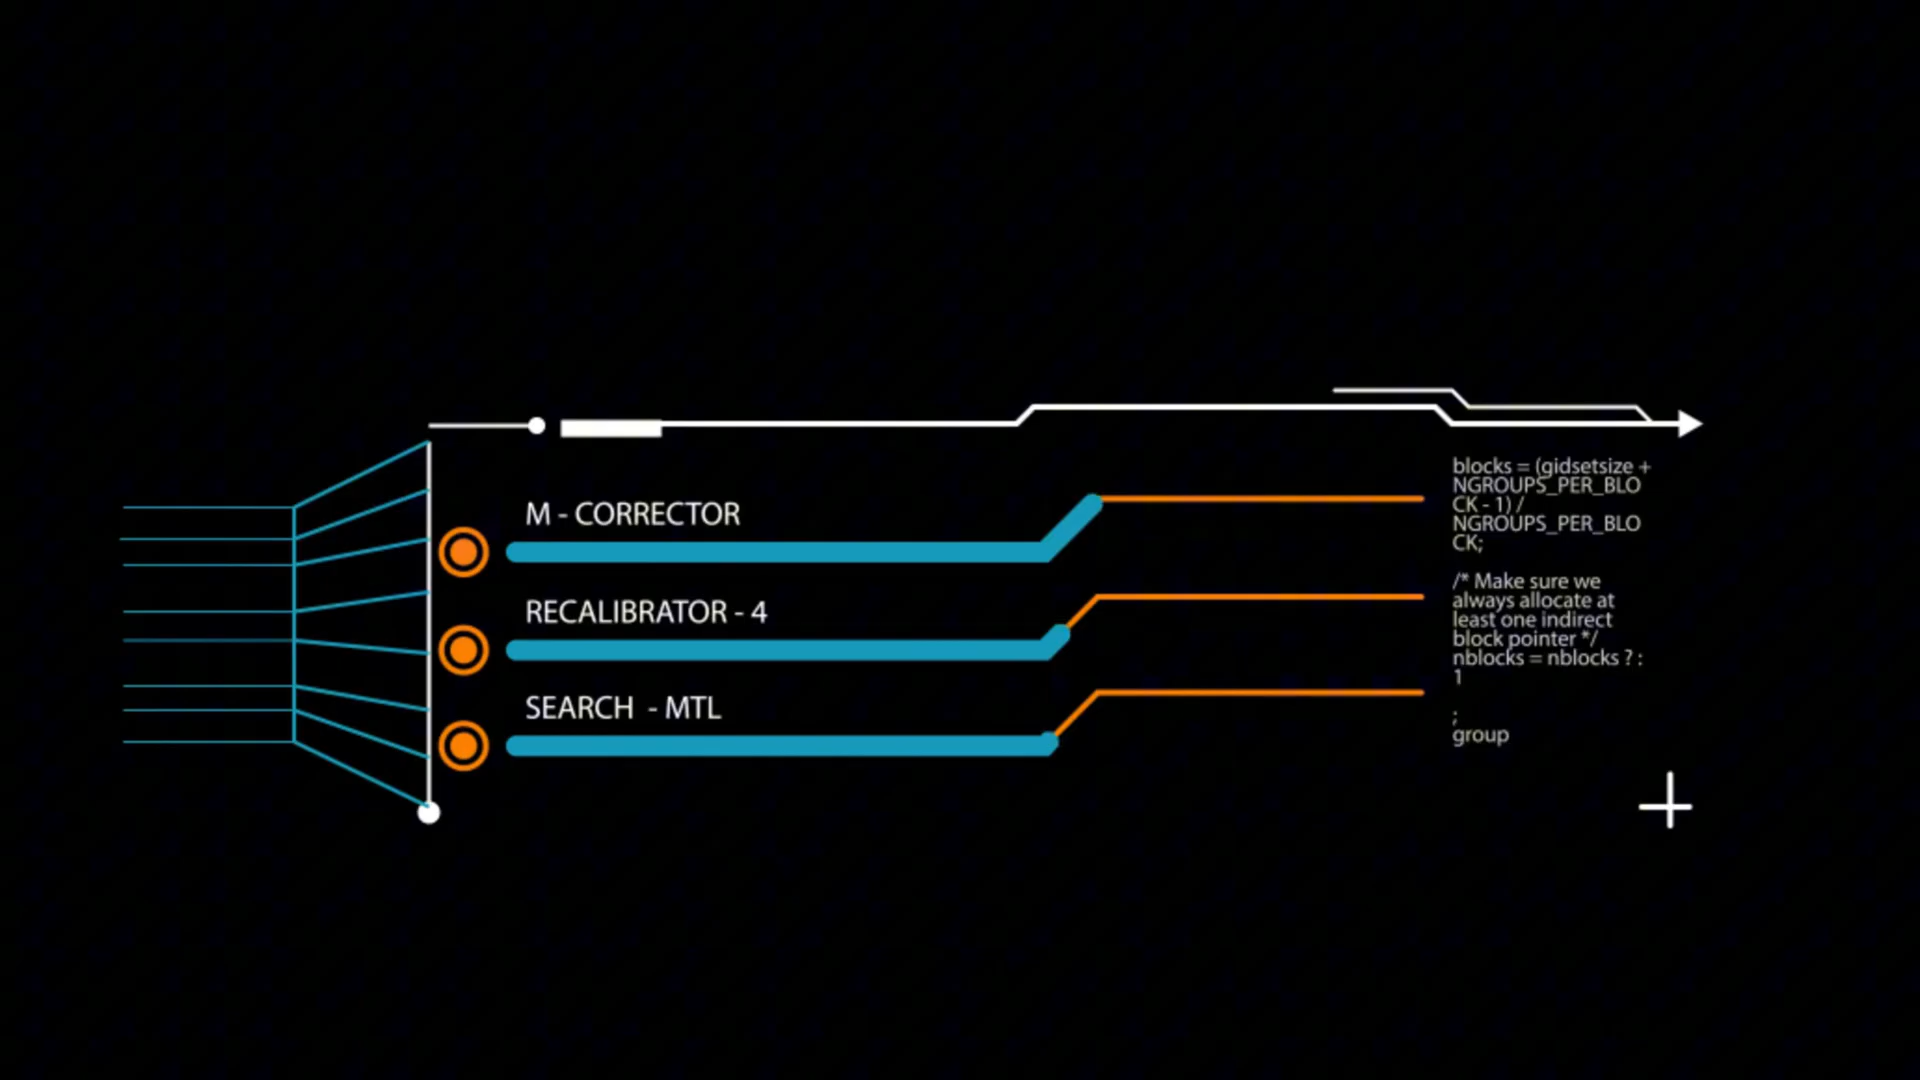 M - CORRECTOR
RECALIBRATOR - 4
SEARCH - MTL
blocks = (gidsetsize +
NGROUPS_PER_BLO
CK - 1) /
NGROUPS_PER_BLO
CK;
/* Make sure we
always allocate at
least one indirect
block pointer */
nblocks = nblocks ? :
1
;
group